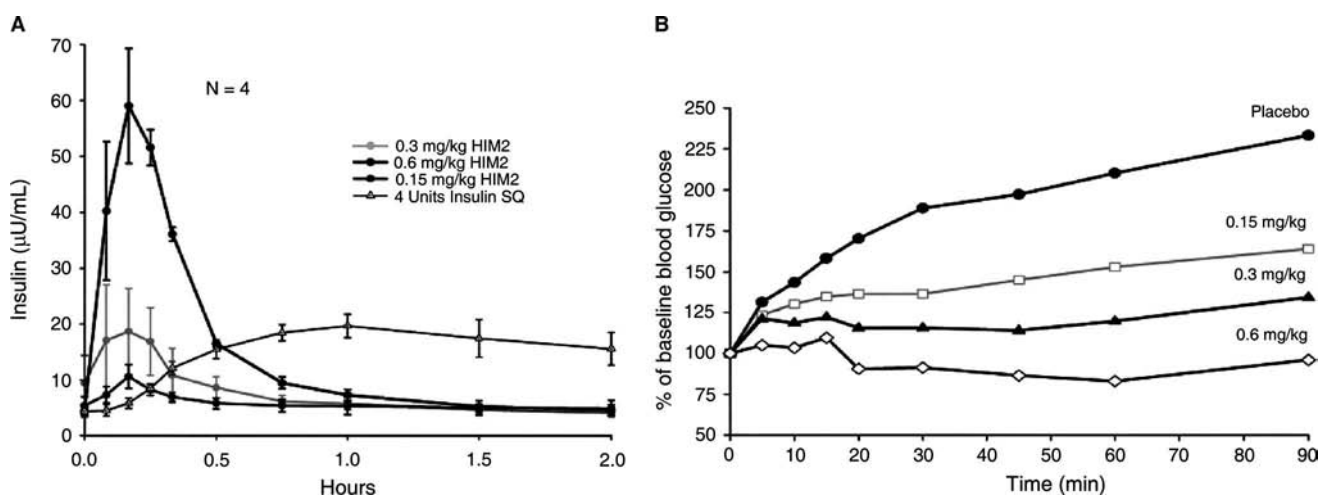 A
70
60
50
40
30
20
10
0
Insulin (μU/mL)
N = 4
0.3 mg/kg HIM2
0.6 mg/kg HIM2
0.15 mg/kg HIM2
4 Units Insulin SQ
0.0 0.5 1.0 1.5 2.0
Hours
B
250
225
200
175
150
125
100
75
50
% of baseline blood glucose
Placebo
0.15 mg/kg
0.3 mg/kg
0.6 mg/kg
0 10 20 30 40 50 60 70 80 90
Time (min)